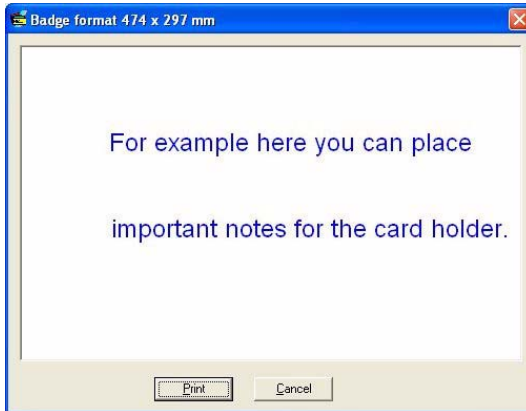 Badge format 474 x 297 mm
For example here you can place
important notes for the card holder.
Print Cancel